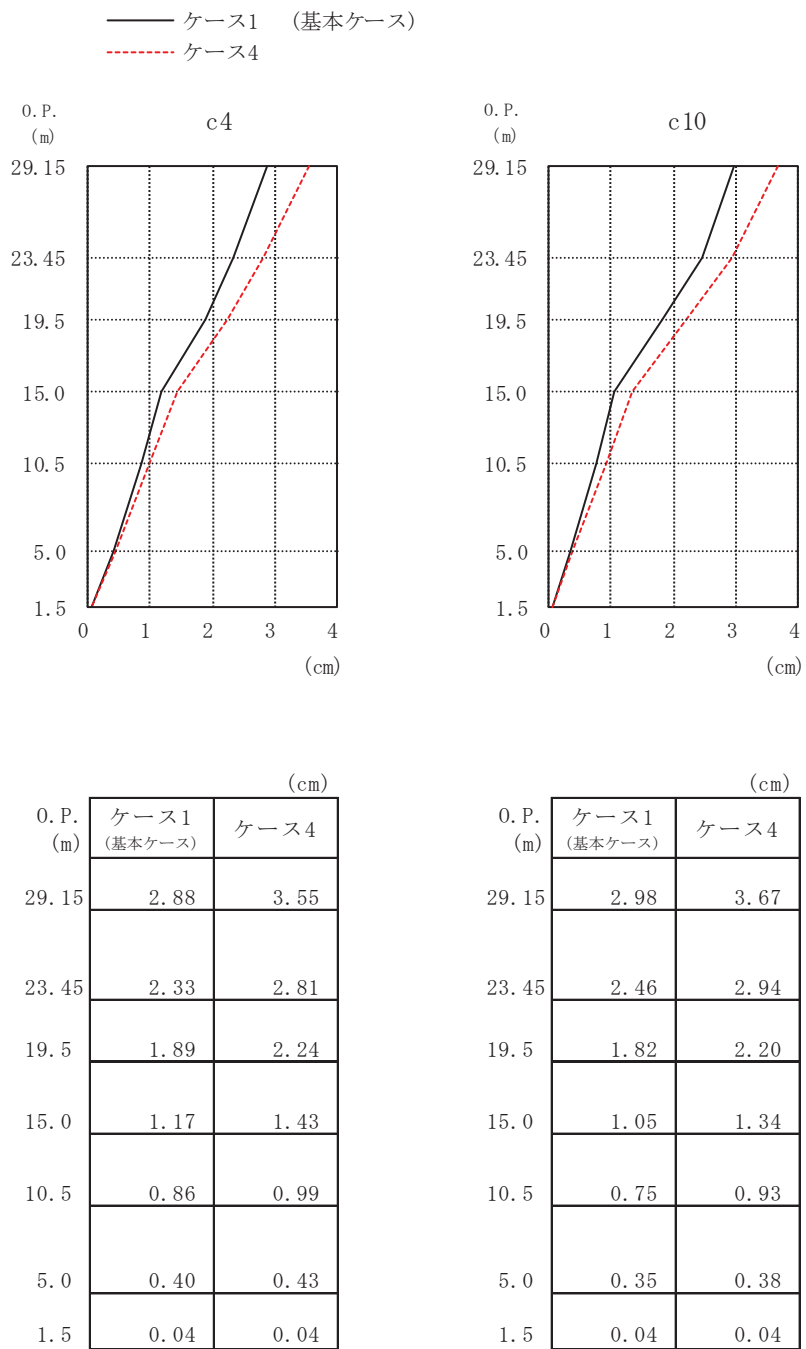 ケース1 （基本ケース）
ケース4
O.P.
(m)
c4
29.15
23.45
19.5
15.0
10.5
5.0
1.5
0 1 2 3 4
(cm)
O.P.
(m)
c10
29.15
23.45
19.5
15.0
10.5
5.0
1.5
0 1 2 3 4
(cm)
(cm)
O.P.
(m)
ケース1
（基本ケース）
ケース4
29.15 2.88 3.55
23.45 2.33 2.81
19.5 1.89 2.24
15.0 1.17 1.43
10.5 0.86 0.99
5.0 0.40 0.43
1.5 0.04 0.04
(cm)
O.P.
(m)
ケース1
（基本ケース）
ケース4
29.15 2.98 3.67
23.45 2.46 2.94
19.5 1.82 2.20
15.0 1.05 1.34
10.5 0.75 0.93
5.0 0.35 0.38
1.5 0.04 0.04